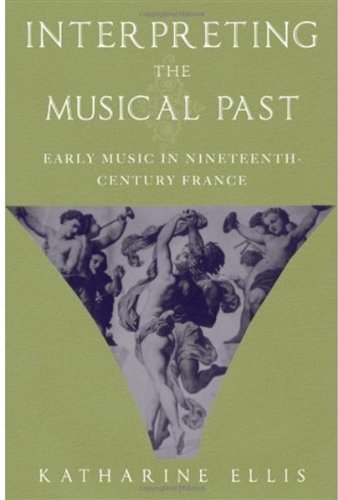 INTERPRETING
THE
MUSICAL PAST
EARLY MUSIC IN NINETEENTH-
CENTURY FRANCE
KATHARINE ELLIS